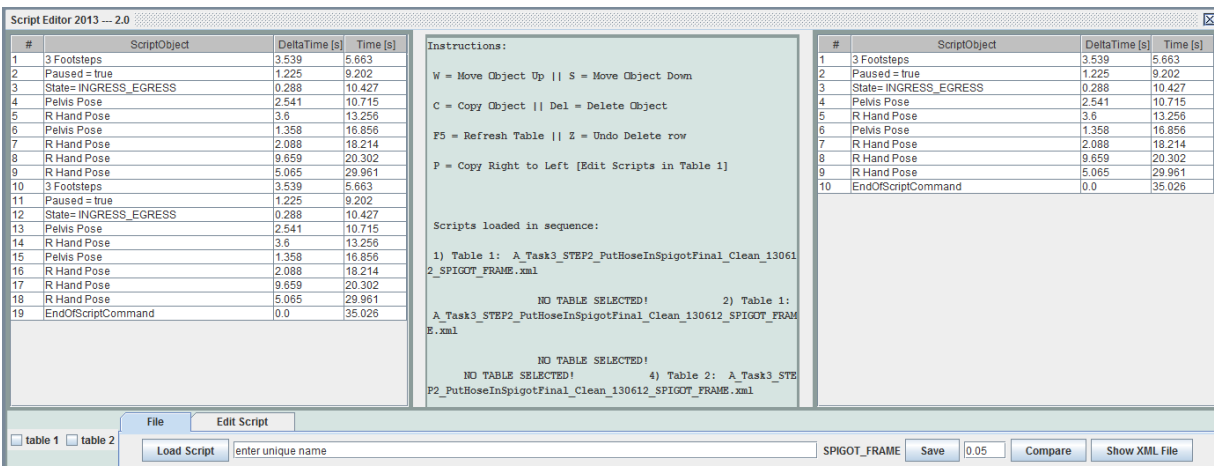 Script Editor 2013 --- 2.0
# ScriptObject DeltaTime [s] Time [s]
1 3 Footsteps 3.539 5.663
2 Paused = true 1.225 9.202
3 State= INGRESS_EGRESS 0.288 10.427
4 Pelvis Pose 2.541 10.715
5 R Hand Pose 3.6 13.256
6 Pelvis Pose 1.358 16.856
7 R Hand Pose 2.088 18.214
8 R Hand Pose 9.659 20.302
9 R Hand Pose 5.065 29.961
10 3 Footsteps 3.539 5.663
11 Paused = true 1.225 9.202
12 State= INGRESS_EGRESS 0.288 10.427
13 Pelvis Pose 2.541 10.715
14 R Hand Pose 3.6 13.256
15 Pelvis Pose 1.358 16.856
16 R Hand Pose 2.088 18.214
17 R Hand Pose 9.659 20.302
18 R Hand Pose 5.065 29.961
19 EndOfScriptCommand 0.0 35.026
Instructions:
W = Move Object Up || S = Move Object Down
C = Copy Object || Del = Delete Object
F5 = Refresh Table || Z = Undo Delete row
P = Copy Right to Left [Edit Scripts in Table 1]
Scripts loaded in sequence:
1) Table 1: A_Task3_STEP2_PutHoseInSpigotFinal_Clean_13061
2_SPIGOT_FRAME.xml
NO TABLE SELECTED! 2) Table 1:
A_Task3_STEP2_PutHoseInSpigotFinal_Clean_130612_SPIGOT_FRAM
E.xml
NO TABLE SELECTED!
NO TABLE SELECTED! 4) Table 2: A_Task3_STE
P2_PutHoseInSpigotFinal_Clean_130612_SPIGOT_FRAME.xml
# ScriptObject DeltaTime [s] Time [s]
1 3 Footsteps 3.539 5.663
2 Paused = true 1.225 9.202
3 State= INGRESS_EGRESS 0.288 10.427
4 Pelvis Pose 2.541 10.715
5 R Hand Pose 3.6 13.256
6 Pelvis Pose 1.358 16.856
7 R Hand Pose 2.088 18.214
8 R Hand Pose 9.659 20.302
9 R Hand Pose 5.065 29.961
10 EndOfScriptCommand 0.0 35.026
File Edit Script
table 1 table 2
Load Script enter unique name SPIGOT_FRAME Save 0.05 Compare Show XML File